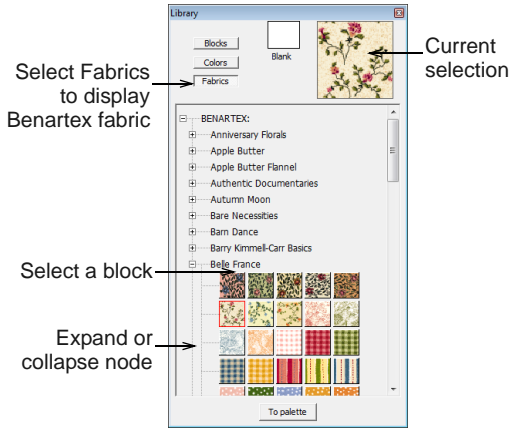 Library
Blocks
Colors
Fabrics
Blank
Current
selection
Select Fabrics
to display
Benartex fabric
BENARTEX:
Anniversary Florals
Apple Butter
Apple Butter Flannel
Authentic Documentaries
Autumn Moon
Bare Necessities
Barn Dance
Barry Kimmell-Carr Basics
Belle France
Select a block
Expand or
collapse node
To palette